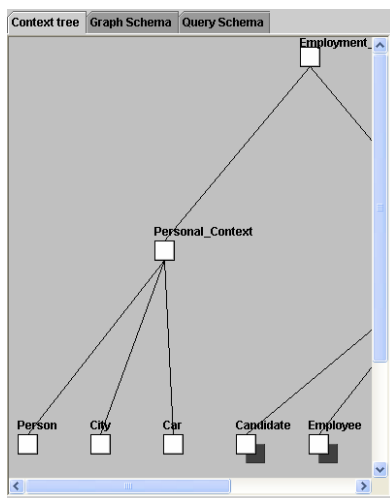 Context tree Graph Schema Query Schema
Employment_
Personal_Context
Person City Car Candidate Employee